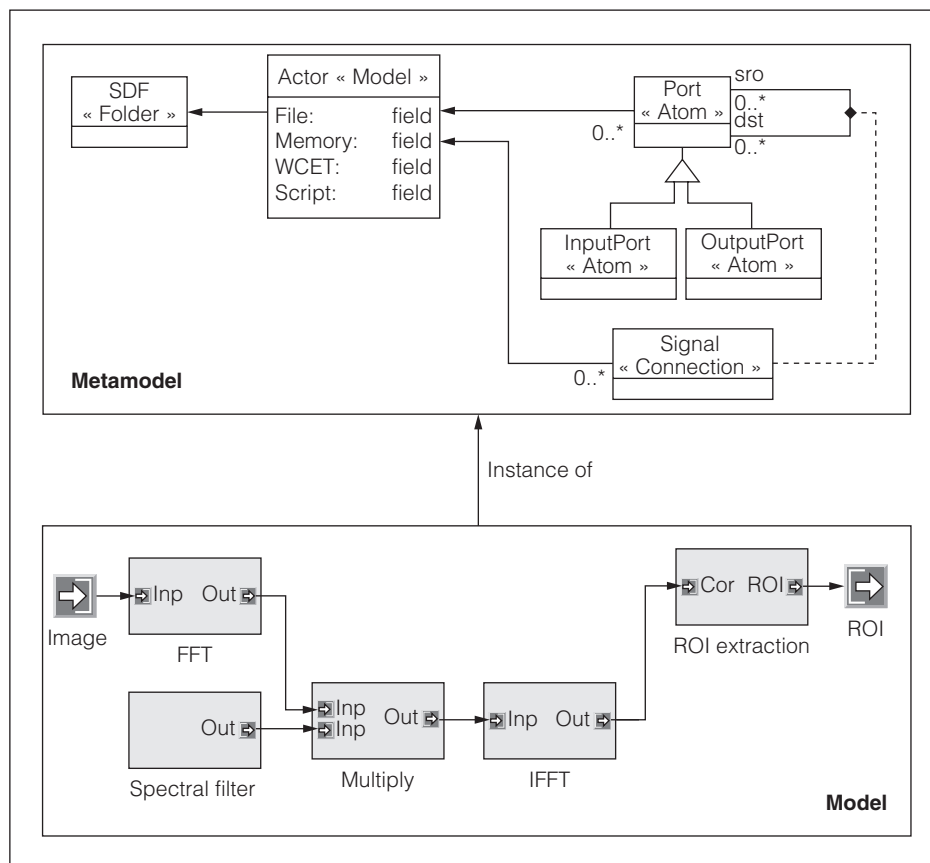 SDF
« Folder »
Actor « Model »
File: field
Memory: field
WCET: field
Script: field
Port
« Atom »
sro
0..*
dst
0..*
0..*
InputPort
« Atom »
OutputPort
« Atom »
Signal
« Connection »
0..*
Metamodel
Instance of
Image
Inp Out
FFT
Out
Spectral filter
Inp
Inp
Out
Multiply
Inp Out
IFFT
Cor ROI
ROI extraction
ROI
Model